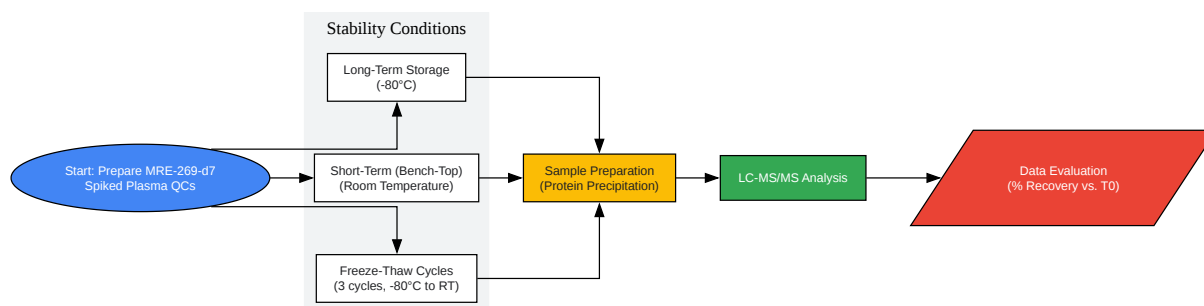 Stability Conditions
Long-Term Storage
(-80°C)
Start: Prepare MRE-269-d7
Spiked Plasma QCs
Short-Term (Bench-Top)
(Room Temperature)
Sample Preparation
(Protein Precipitation)
LC-MS/MS Analysis
Data Evaluation
(% Recovery vs. T0)
Freeze-Thaw Cycles
(3 cycles, -80°C to RT)